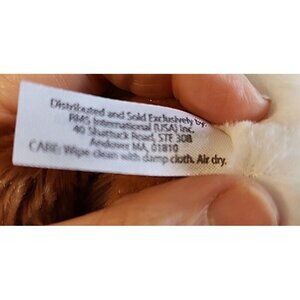 Distributed and Sold Exclusively by:
RMS International (USA) Inc.
40 Shattuck Road, STE 308
Andover MA, 01810
CARE: Wipe clean with damp cloth. Air dry.